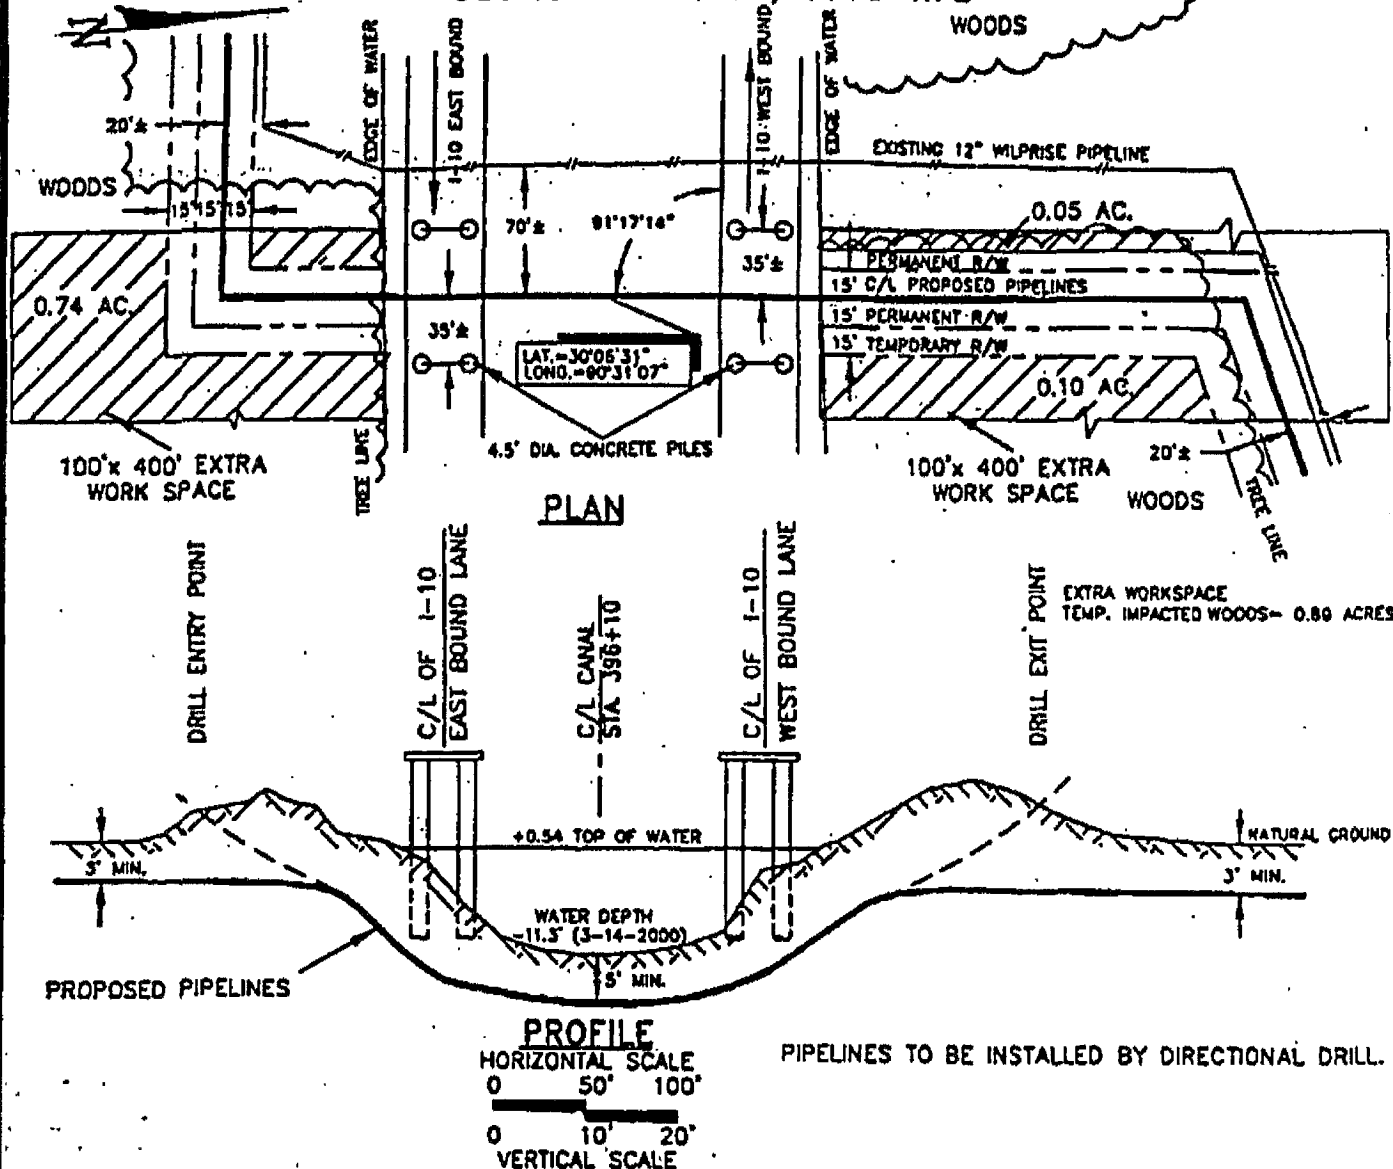 WOODS
N
EDGE OF WATER
I-10 EAST BOUND
I-10 WEST BOUND
EDGE OF WATER
20'±
EXISTING 12" WILPRISE PIPELINE
WOODS
15' 15' 15'
70'±
91°17'14"
0.05 AC.
35'±
PERMANENT R/W
15' C/L PROPOSED PIPELINES
0.74 AC.
15' PERMANENT R/W
35'±
15' TEMPORARY R/W
LAT.=30°06'31"
LONG.=90°31'07"
0.10 AC.
4.5' DIA. CONCRETE PILES
20'±
100'x 400' EXTRA
WORK SPACE
TREE LINE
100'x 400' EXTRA
WORK SPACE
WOODS
TREE LINE
PLAN
DRILL ENTRY POINT
C/L OF I-10
EAST BOUND LANE
C/L CANAL
STA. 396+10
C/L OF I-10
WEST BOUND LANE
DRILL EXIT POINT
EXTRA WORKSPACE
TEMP. IMPACTED WOODS= 0.89 ACRES
+0.54 TOP OF WATER
NATURAL GROUND
3' MIN.
3' MIN.
WATER DEPTH
-11.3' (3-14-2000)
5' MIN.
PROPOSED PIPELINES
PROFILE
HORIZONTAL SCALE
0 50' 100'
0 10' 20'
VERTICAL SCALE
PIPELINES TO BE INSTALLED BY DIRECTIONAL DRILL.